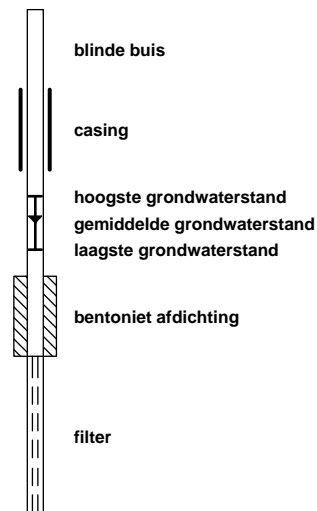 blinde buis
casing
hoogste grondwaterstand
gemiddelde grondwaterstand
laagste grondwaterstand
bentoniet afdichting
filter